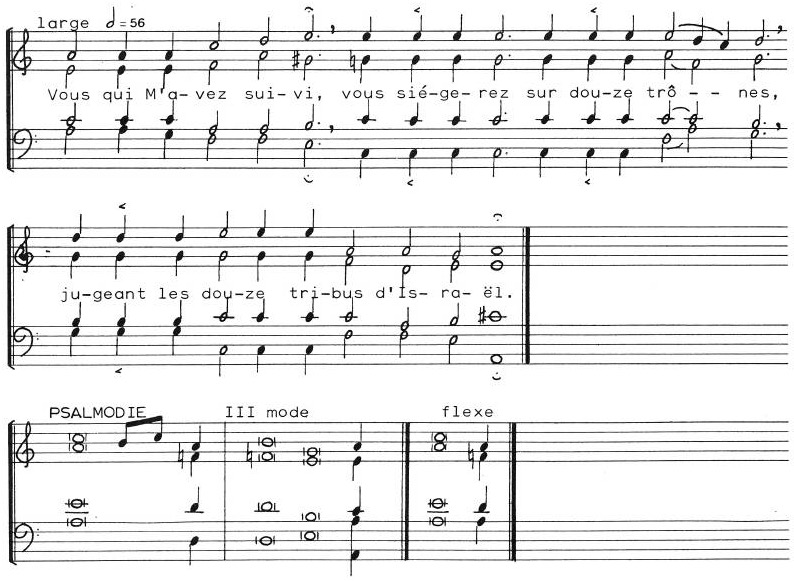 large 𝅗𝅥 = 56
Vous qui M'a-vez sui-vi, vous sié-ge-rez sur dou-ze trô - - nes,
ju-geant les dou-ze tri-bus d'Is- ra- ël.
PSALMODIE III mode flexe